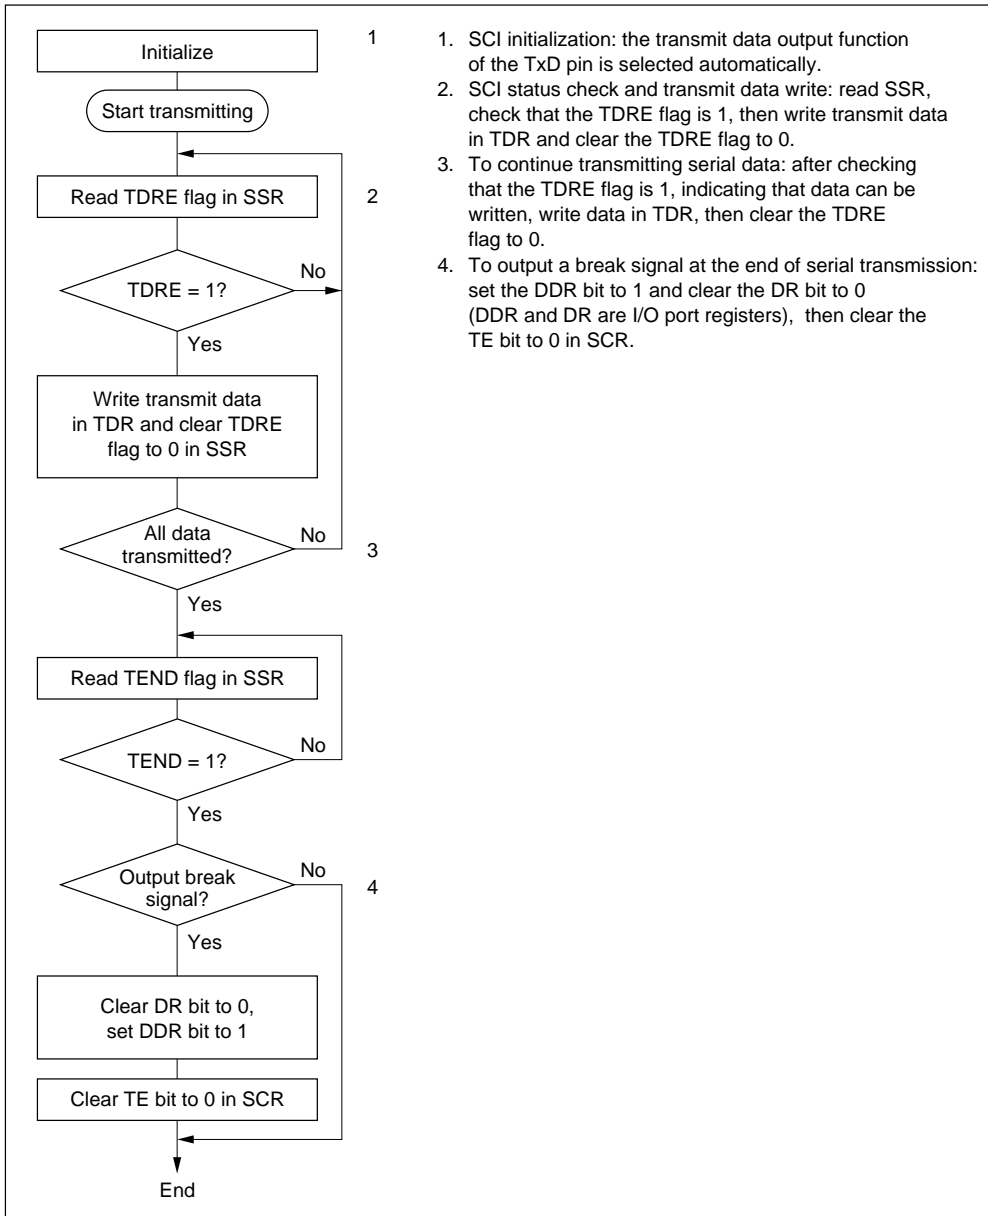 Initialize
1
Start transmitting
Read TDRE flag in SSR
2
TDRE = 1?
No
Yes
Write transmit data
in TDR and clear TDRE
flag to 0 in SSR
All data
transmitted?
No
3
Yes
Read TEND flag in SSR
TEND = 1?
No
Yes
Output break
signal?
No
4
Yes
Clear DR bit to 0,
set DDR bit to 1
Clear TE bit to 0 in SCR
End
1. SCI initialization: the transmit data output function
of the TxD pin is selected automatically.
2. SCI status check and transmit data write: read SSR,
check that the TDRE flag is 1, then write transmit data
in TDR and clear the TDRE flag to 0.
3. To continue transmitting serial data: after checking
that the TDRE flag is 1, indicating that data can be
written, write data in TDR, then clear the TDRE
flag to 0.
4. To output a break signal at the end of serial transmission:
set the DDR bit to 1 and clear the DR bit to 0
(DDR and DR are I/O port registers), then clear the
TE bit to 0 in SCR.